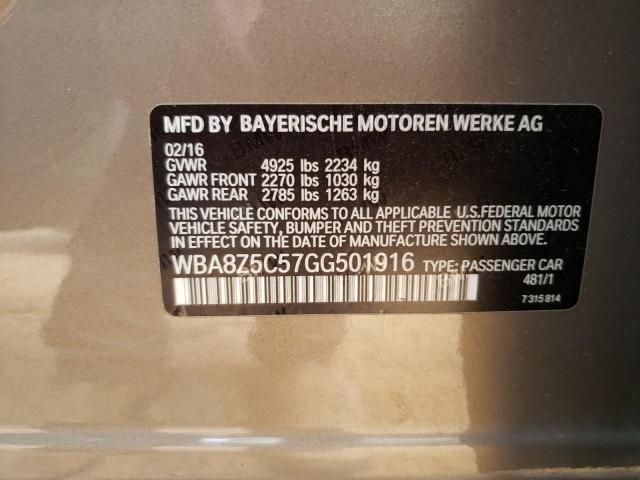 MFD BY BAYERISCHE MOTOREN WERKE AG
02/16
GVWR 4925 lbs 2234 kg
GAWR FRONT 2270 lbs 1030 kg
GAWR REAR 2785 lbs 1263 kg
THIS VEHICLE CONFORMS TO ALL APPLICABLE U.S.FEDERAL MOTOR
VEHICLE SAFETY, BUMPER AND THEFT PREVENTION STANDARDS
IN EFFECT ON THE DATE OF MANUFACTURE SHOWN ABOVE.
WBA8Z5C57GG501916 TYPE: PASSENGER CAR
481/1
7 315 814